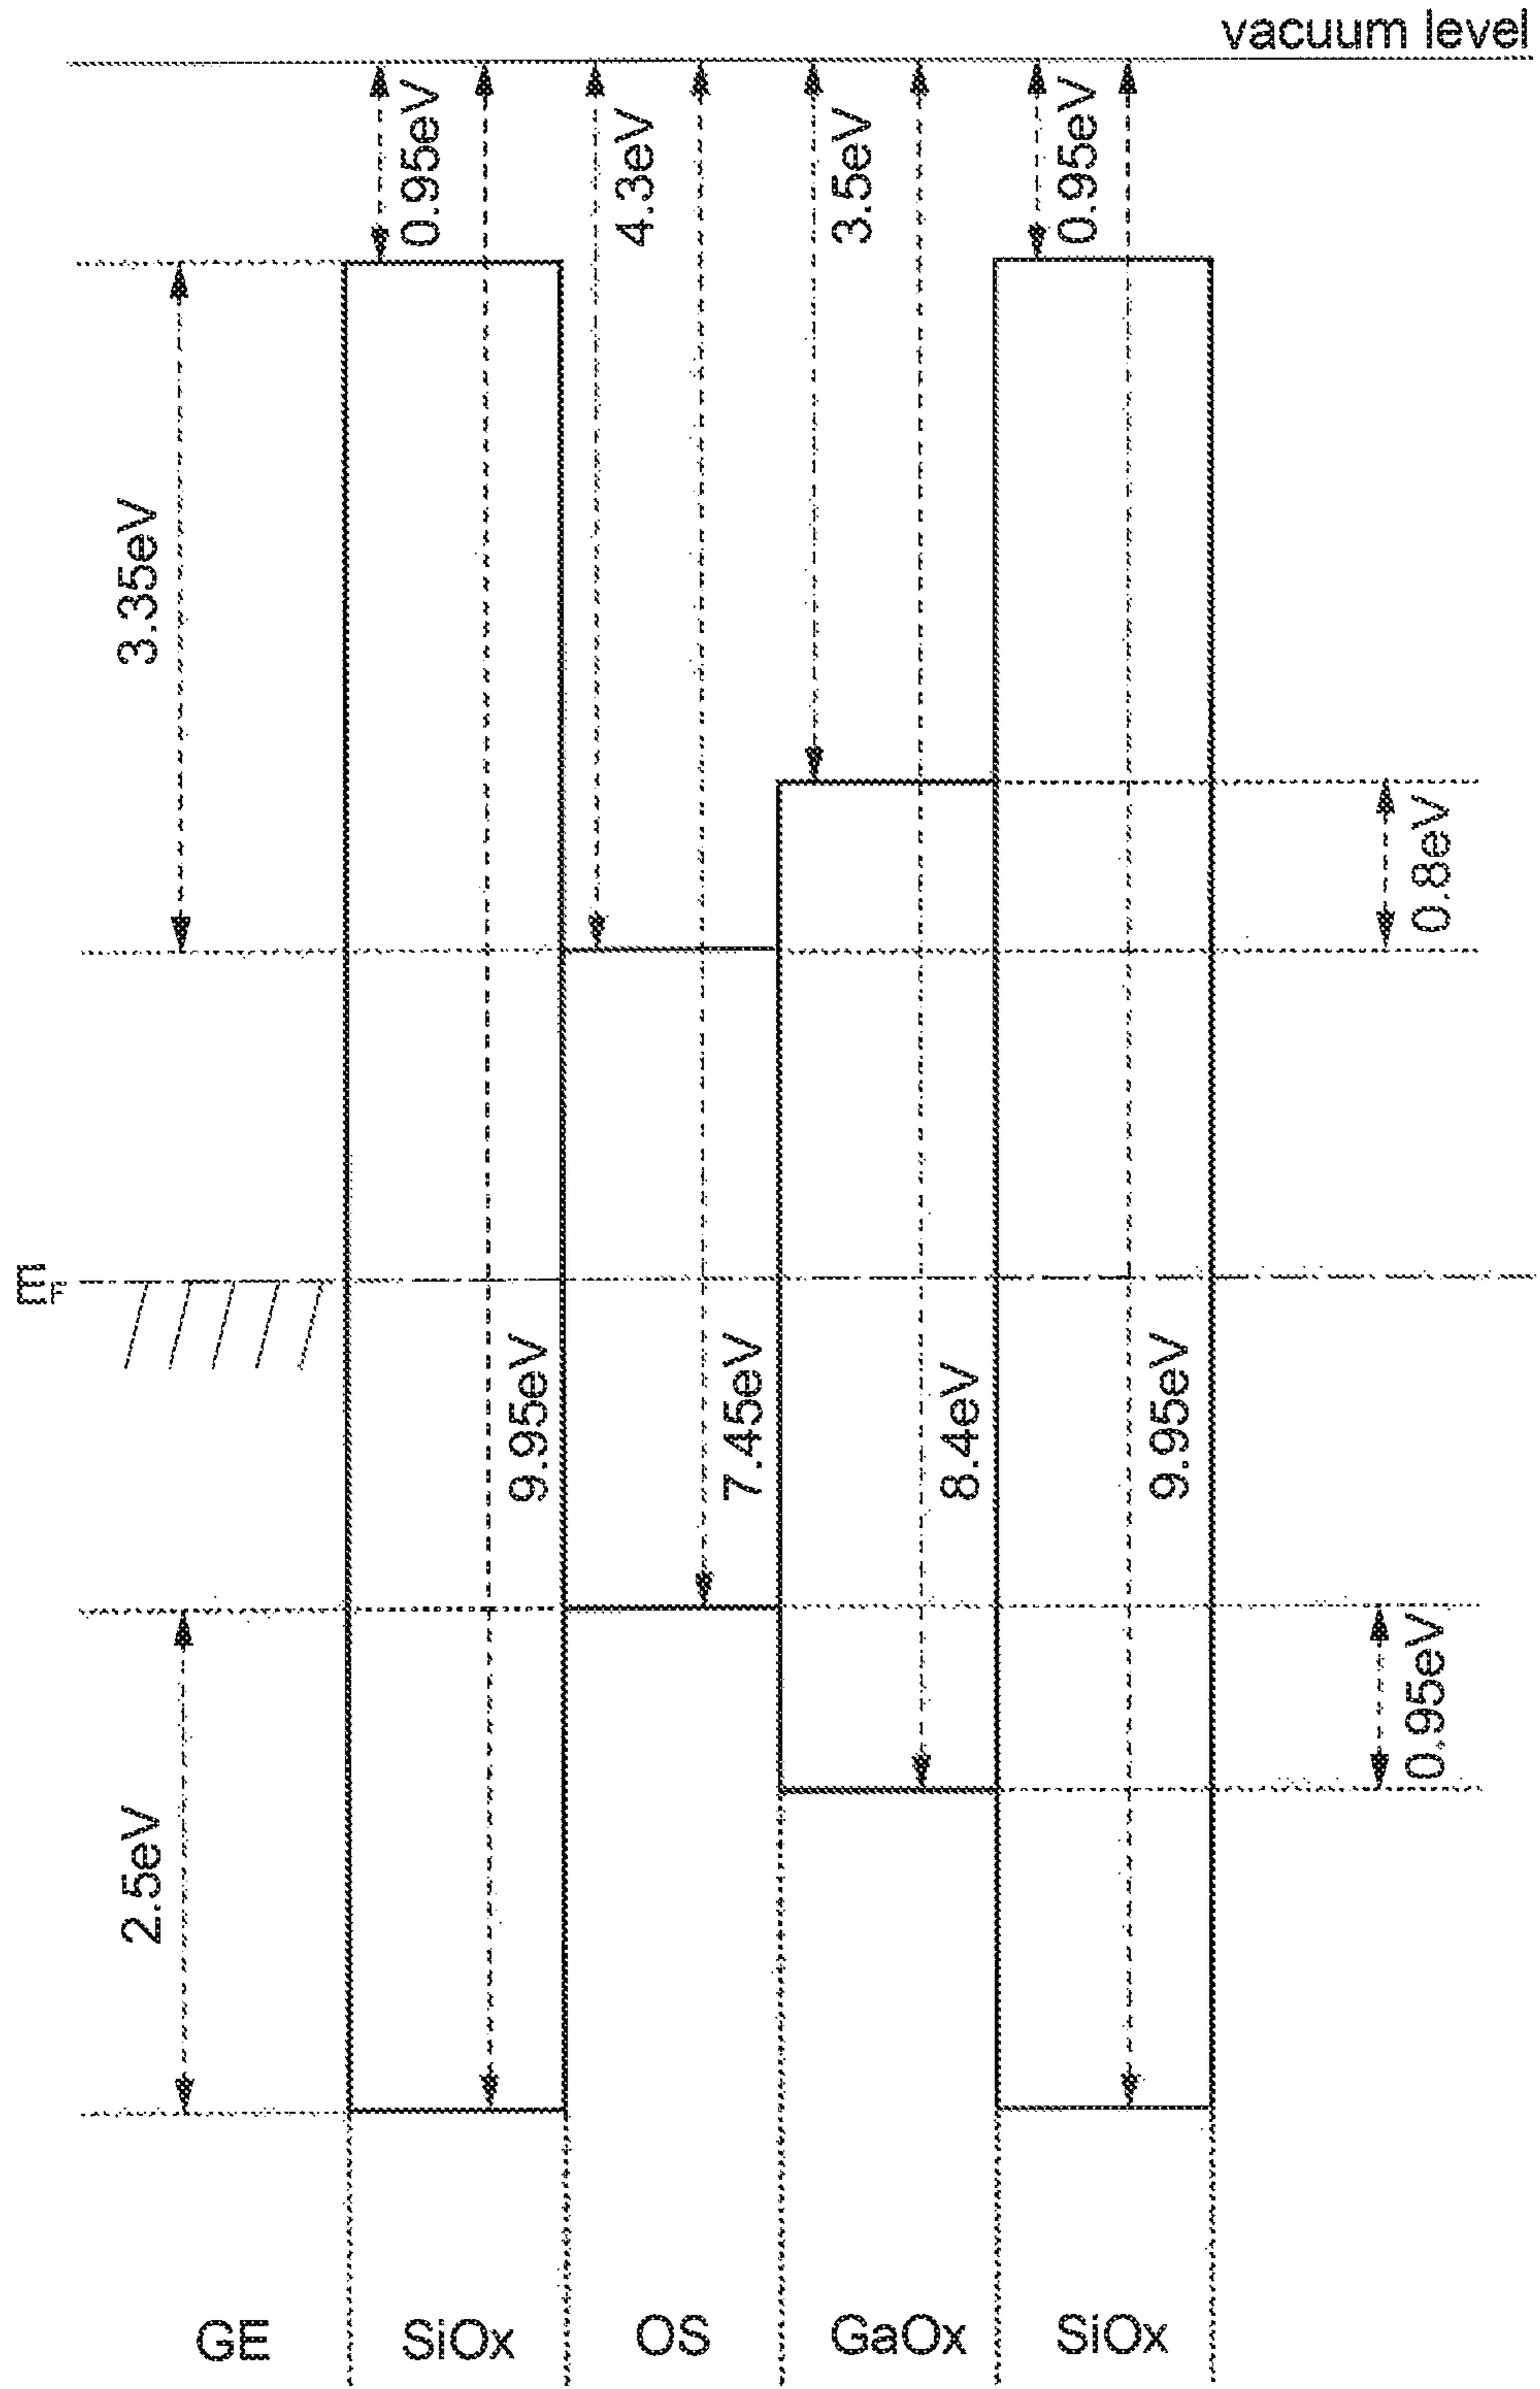 vacuum level
0.95eV
4.3eV
3.5eV
0.95eV
3.35eV
0.8eV
EF
9.95eV
7.45eV
8.4eV
9.95eV
0.95eV
2.5eV
GE SiOx OS GaOx SiOx